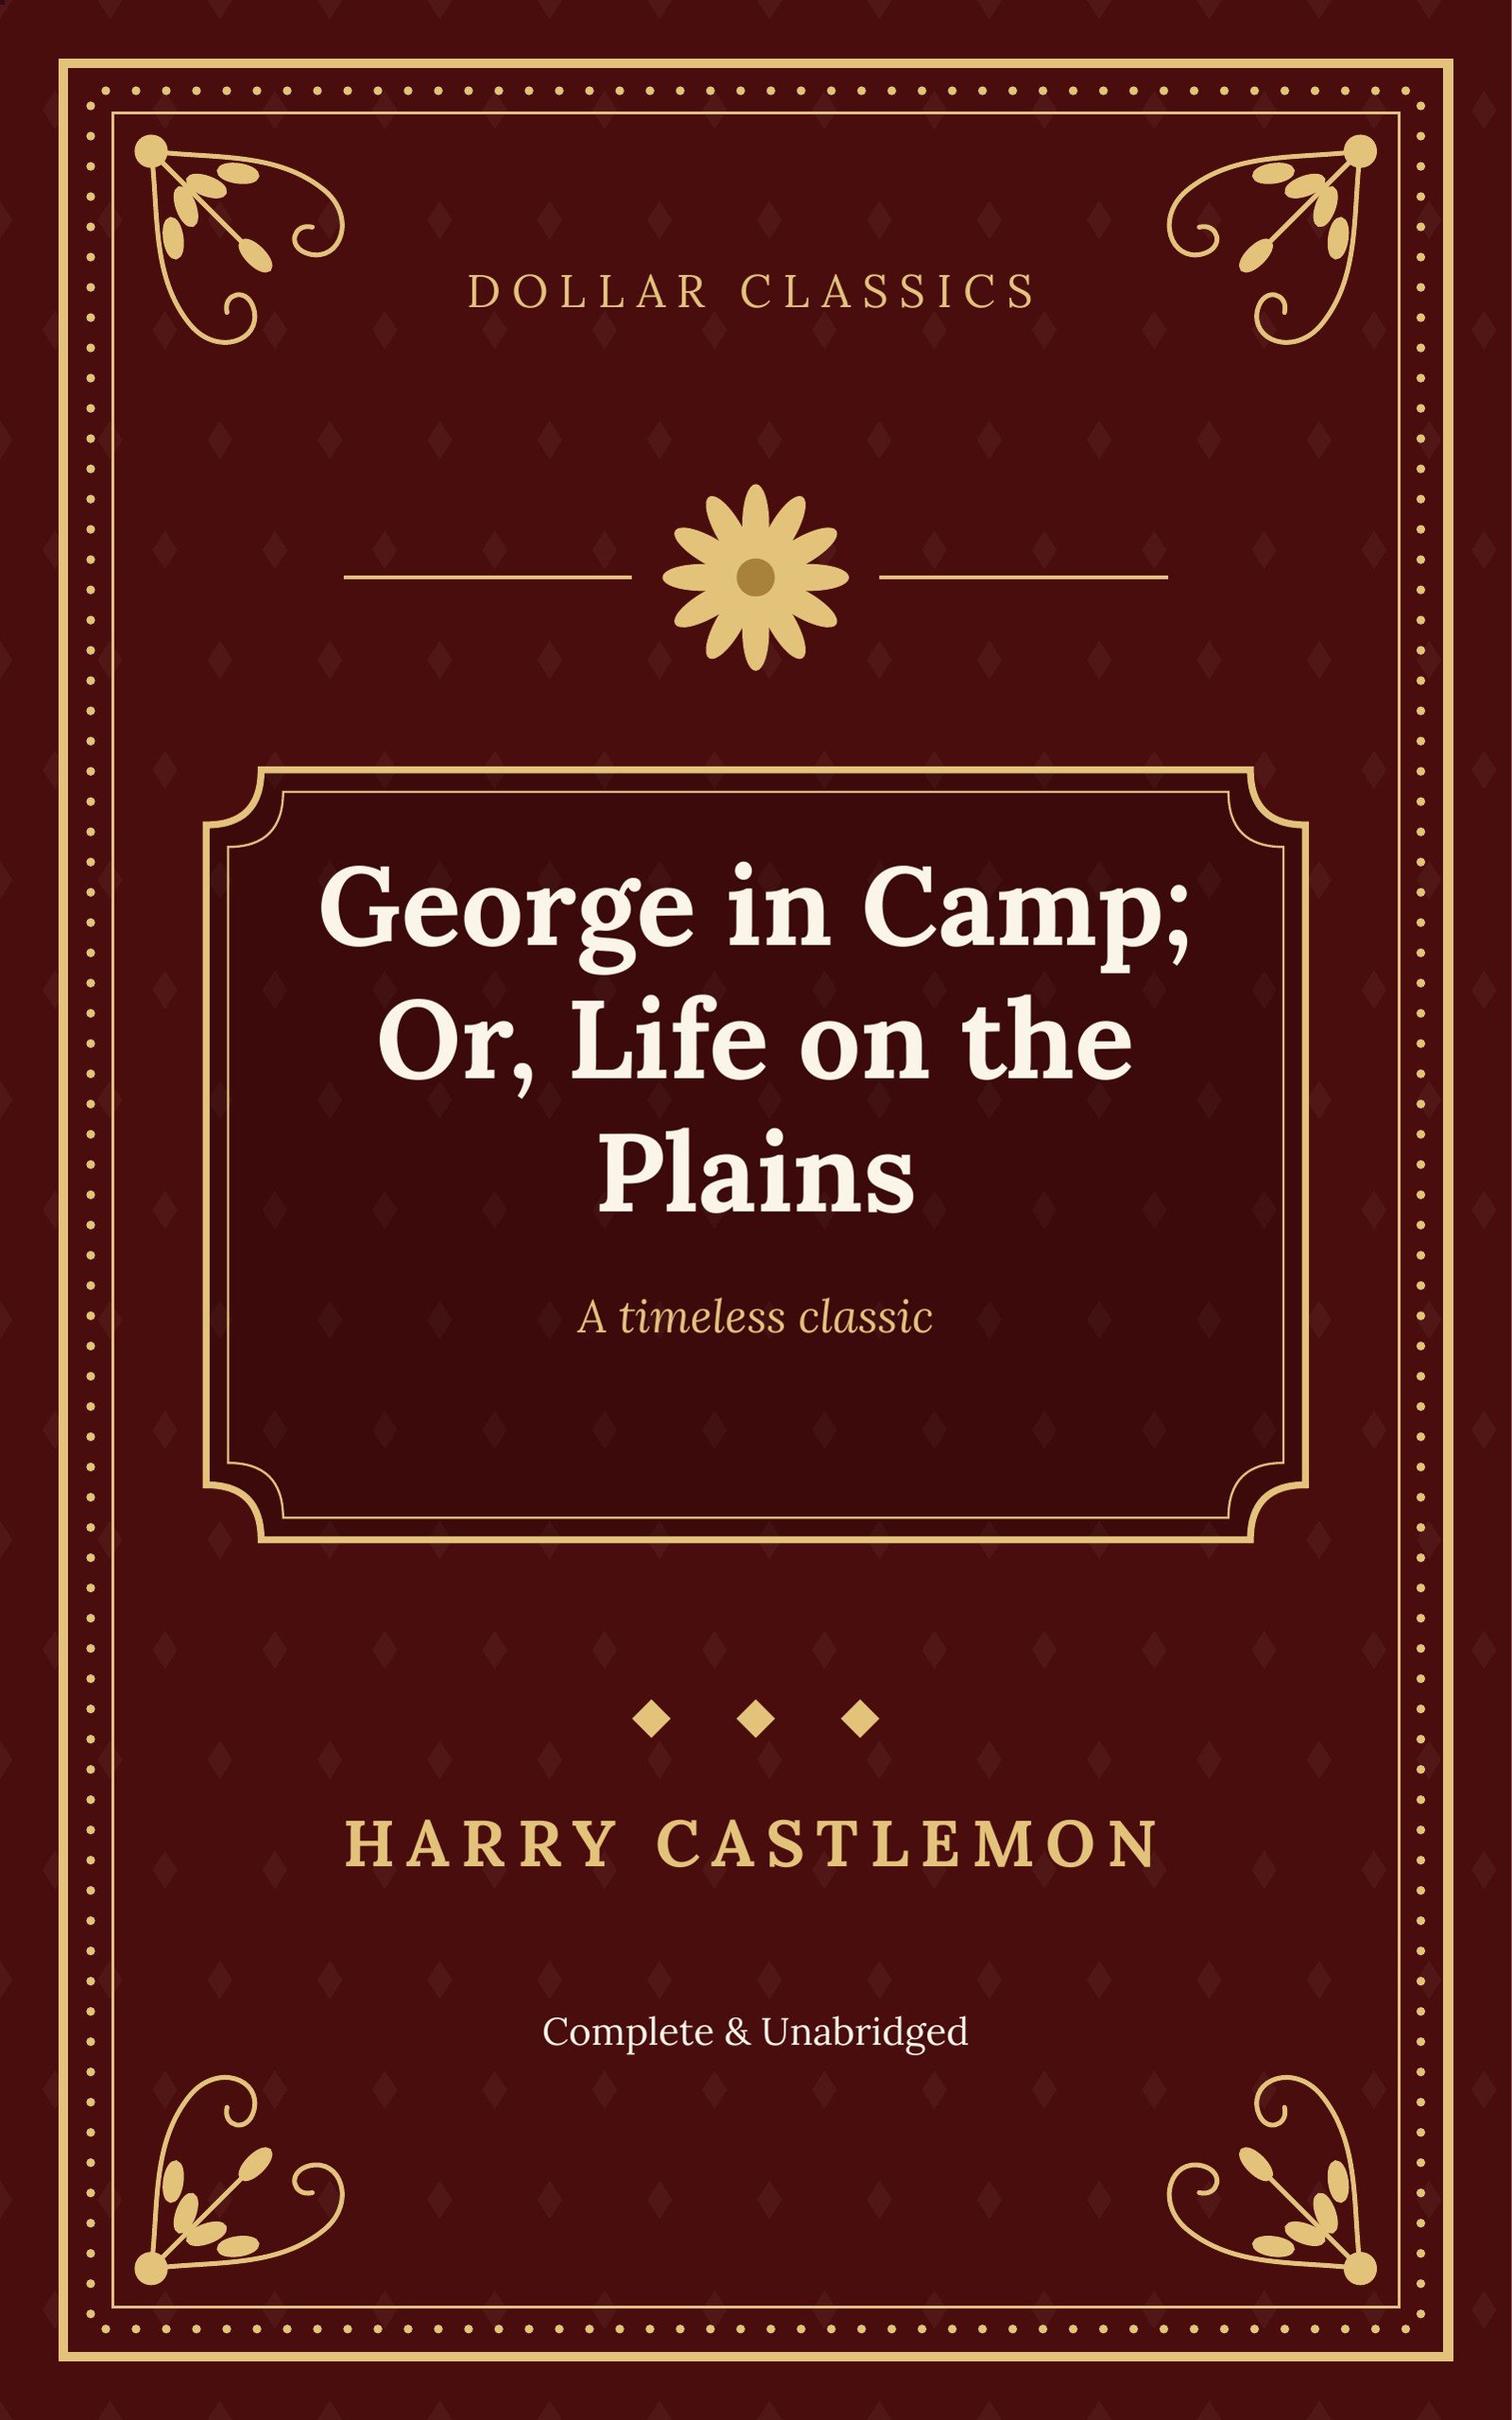 DOLLAR CLASSICS
George in Camp;
Or, Life on the
Plains
A timeless classic
HARRY CASTLEMON
Complete & Unabridged